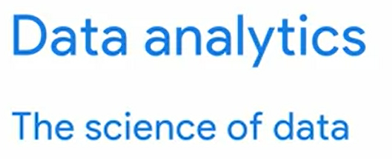 Data analytics
The science of data